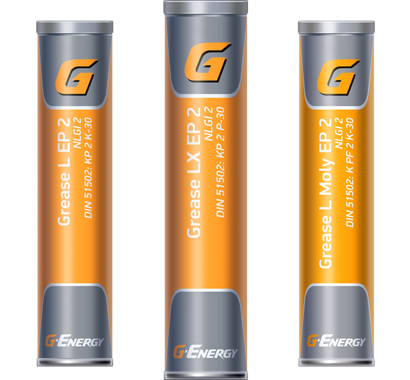 G
Grease L EP 2
NLGI 2
DIN 51502: KP 2 K-30
G-ENERGY
G
Grease LX EP 2
NLGI 2
DIN 51502: KP 2 P-30
G-ENERGY
G
Grease L Moly EP 2
NLGI 2
DIN 51502: K PF 2 K-30
G-ENERGY